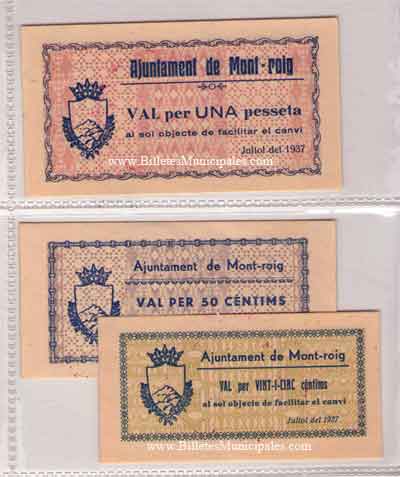 Ajuntament de Mont-roig
VAL per UNA pesseta
al sol objecte de facilitar el canvi
Juliol del 1937
www.BilletesMunicipales.com
Ajuntament de Mont-roig
VAL PER 50 CÈNTIMS
Ajuntament de Mont-roig
VAL per VINT-I-CINC cèntims
al sol objecte de facilitar el canvi
Juliol del 1937
www.BilletesMunicipales.com